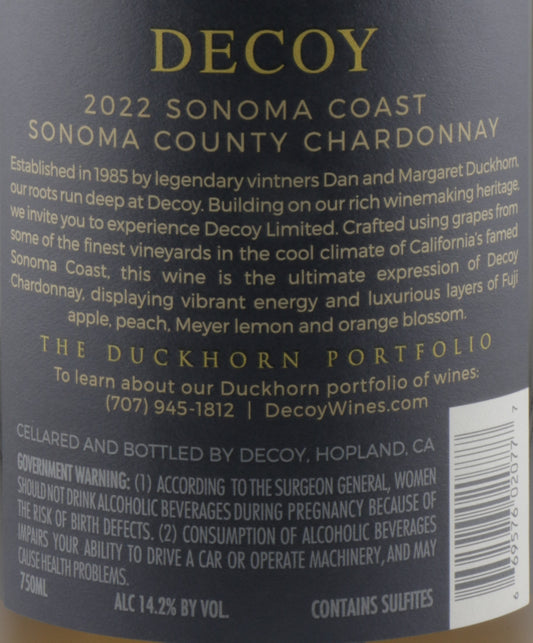 DECOY
2022 SONOMA COAST
SONOMA COUNTY CHARDONNAY
Established in 1985 by legendary vintners Dan and Margaret Duckhorn,
our roots run deep at Decoy. Building on our rich winemaking heritage,
we invite you to experience Decoy Limited. Crafted using grapes from
some of the finest vineyards in the cool climate of California's famed
Sonoma Coast, this wine is the ultimate expression of Decoy
Chardonnay, displaying vibrant energy and luxurious layers of Fuji
apple, peach, Meyer lemon and orange blossom.
THE DUCKHORN PORTFOLIO
To learn about our Duckhorn portfolio of wines:
(707) 945-1812 | DecoyWines.com
CELLARED AND BOTTLED BY DECOY, HOPLAND, CA
GOVERNMENT WARNING: (1) ACCORDING TO THE SURGEON GENERAL, WOMEN
SHOULD NOT DRINK ALCOHOLIC BEVERAGES DURING PREGNANCY BECAUSE OF
THE RISK OF BIRTH DEFECTS. (2) CONSUMPTION OF ALCOHOLIC BEVERAGES
IMPAIRS YOUR ABILITY TO DRIVE A CAR OR OPERATE MACHINERY, AND MAY
CAUSE HEALTH PROBLEMS.
750ML ALC 14.2% BY VOL. CONTAINS SULFITES
6 69576 02077 7